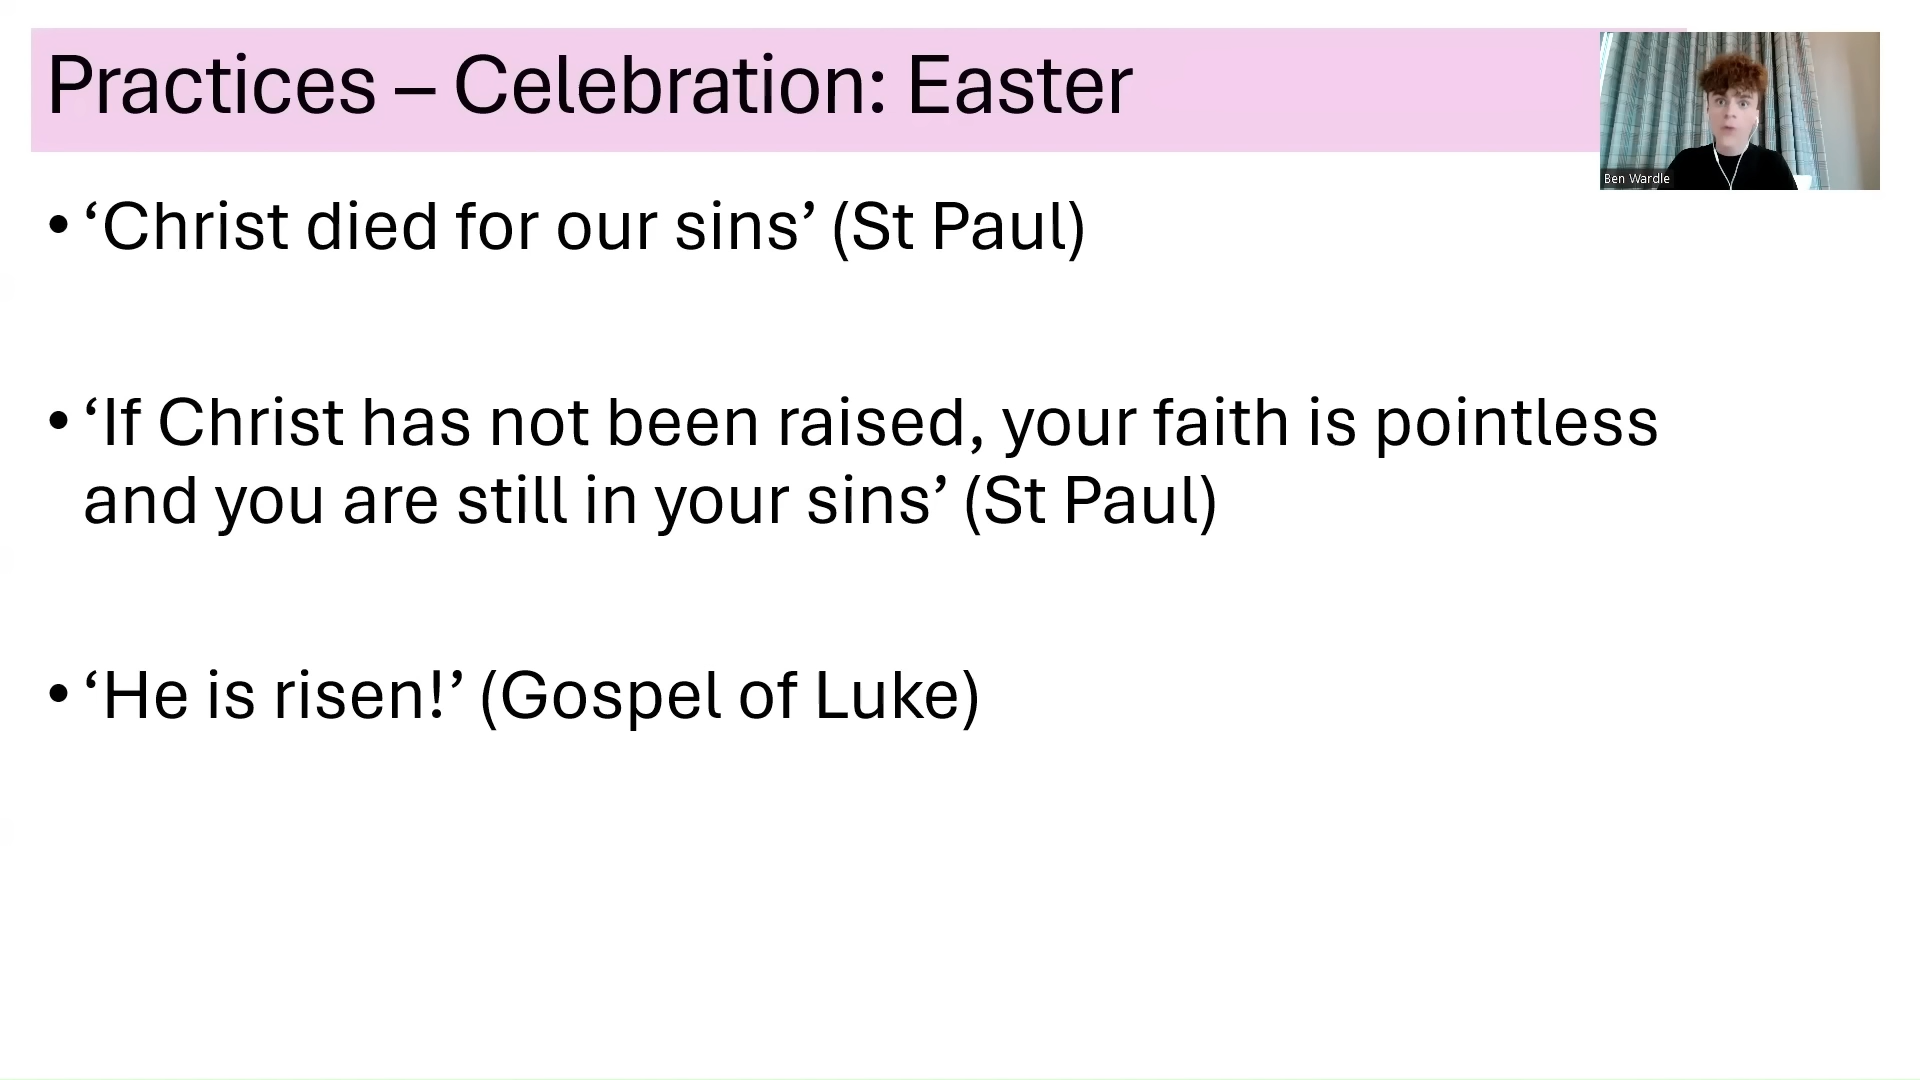 Practices – Celebration: Easter
Ben Wardle
• ‘Christ died for our sins’ (St Paul)
• ‘If Christ has not been raised, your faith is pointless
and you are still in your sins’ (St Paul)
• ‘He is risen!’ (Gospel of Luke)